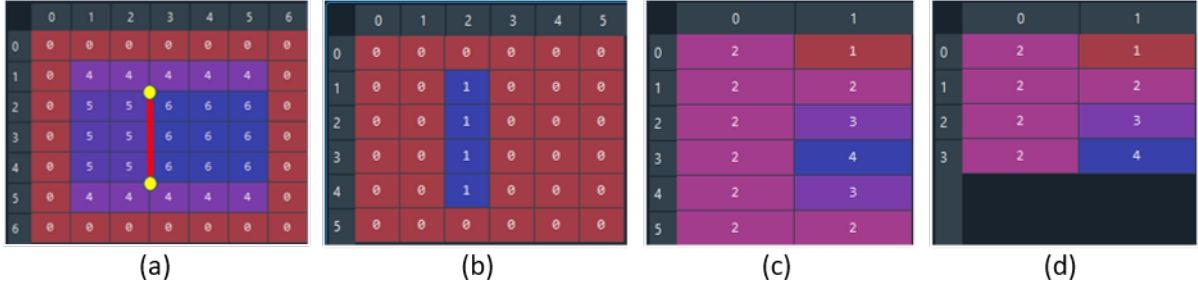 0 1 2 3 4 5 6
0 0 0 0 0 0 0 0
1 0 4 4 4 4 4 0
2 0 5 5 6 6 6 0
3 0 5 5 6 6 6 0
4 0 5 5 6 6 6 0
5 0 4 4 4 4 4 0
6 0 0 0 0 0 0 0
(a)
0 1 2 3 4 5
0 0 0 0 0 0 0
1 0 0 1 0 0 0
2 0 0 1 0 0 0
3 0 0 1 0 0 0
4 0 0 1 0 0 0
5 0 0 0 0 0 0
(b)
0 1
0 2 1
1 2 2
2 2 3
3 2 4
4 2 3
5 2 2
(c)
0 1
0 2 1
1 2 2
2 2 3
3 2 4
(d)